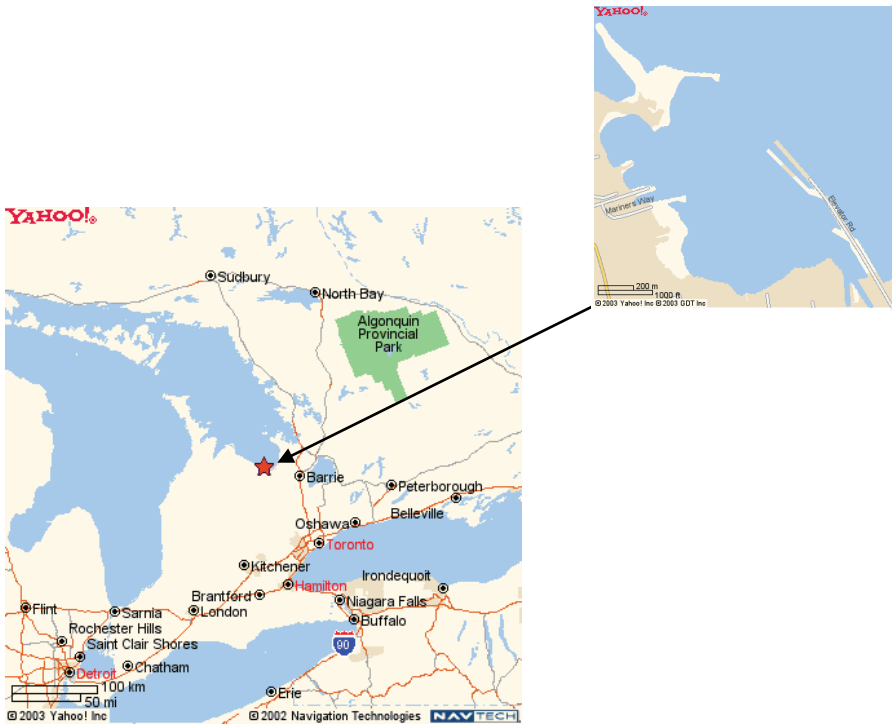 YAHOO!
Mariners Way
Elevator Rd
200 m
1000 ft.
© 2003 Yahoo! Inc © 2003 GDT Inc
YAHOO!
Sudbury
North Bay
Algonquin
Provincial
Park
Barrie
Peterborough
Belleville
Oshawa
Toronto
Kitchener
Hamilton
Irondequoit
Brantford
Niagara Falls
London
Buffalo
Flint
Sarnia
Rochester Hills
Saint Clair Shores
90
Chatham
Detroit
Erie
100 km
50 mi
© 2003 Yahoo! Inc
© 2002 Navigation Technologies
NAVTECH